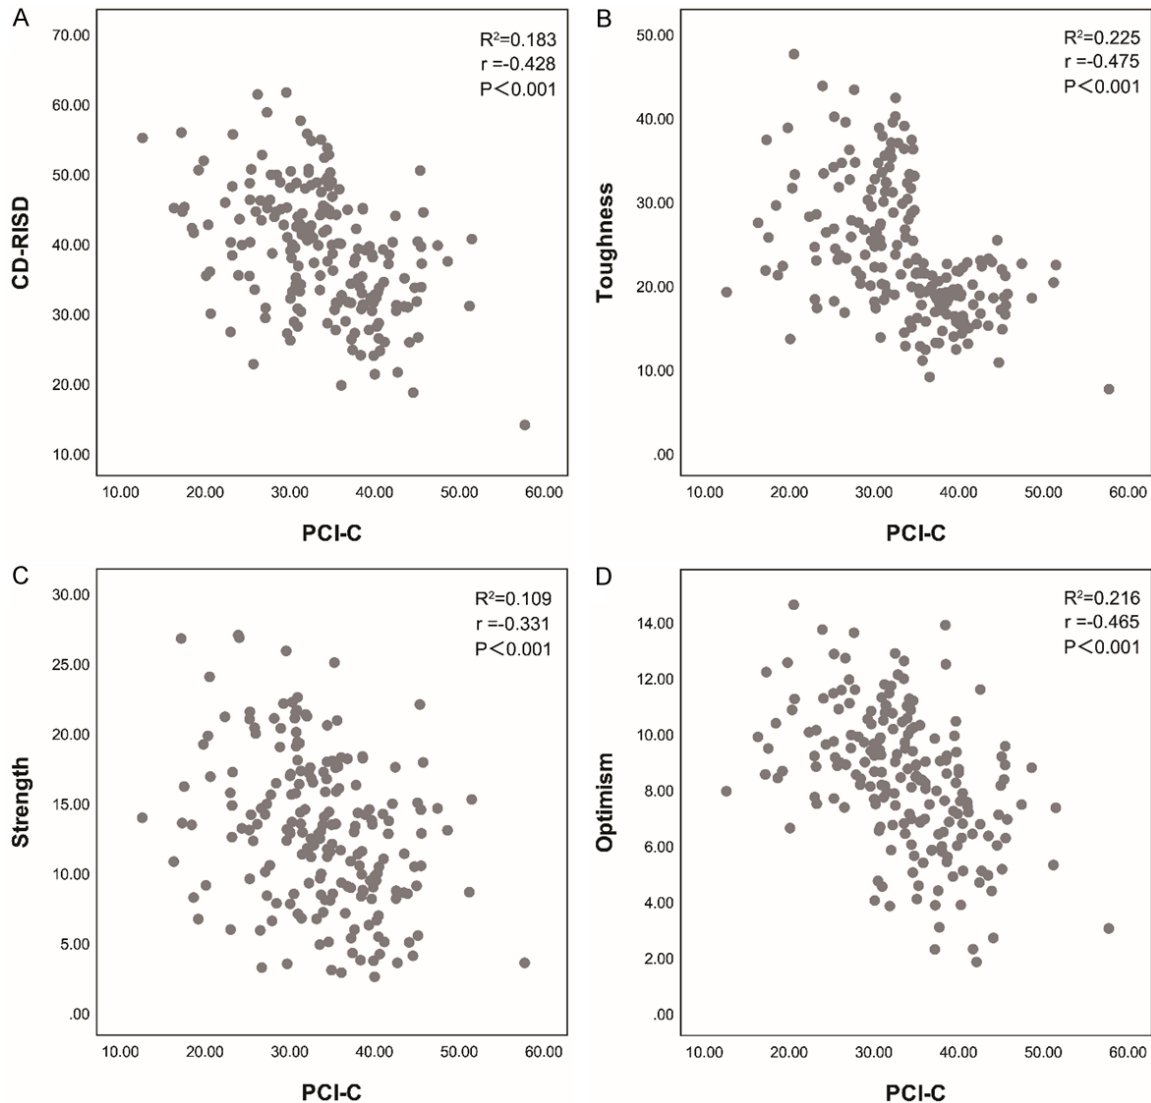 A
R²=0.183
r =-0.428
P＜0.001
70.00
60.00
50.00
40.00
30.00
20.00
10.00
CD-RISD
10.00 20.00 30.00 40.00 50.00 60.00
PCI-C
B
R²=0.225
r =-0.475
P＜0.001
50.00
40.00
30.00
20.00
10.00
.00
Toughness
10.00 20.00 30.00 40.00 50.00 60.00
PCI-C
C
R²=0.109
r =-0.331
P＜0.001
30.00
25.00
20.00
15.00
10.00
5.00
.00
Strength
10.00 20.00 30.00 40.00 50.00 60.00
PCI-C
D
R²=0.216
r =-0.465
P＜0.001
14.00
12.00
10.00
8.00
6.00
4.00
2.00
.00
Optimism
10.00 20.00 30.00 40.00 50.00 60.00
PCI-C